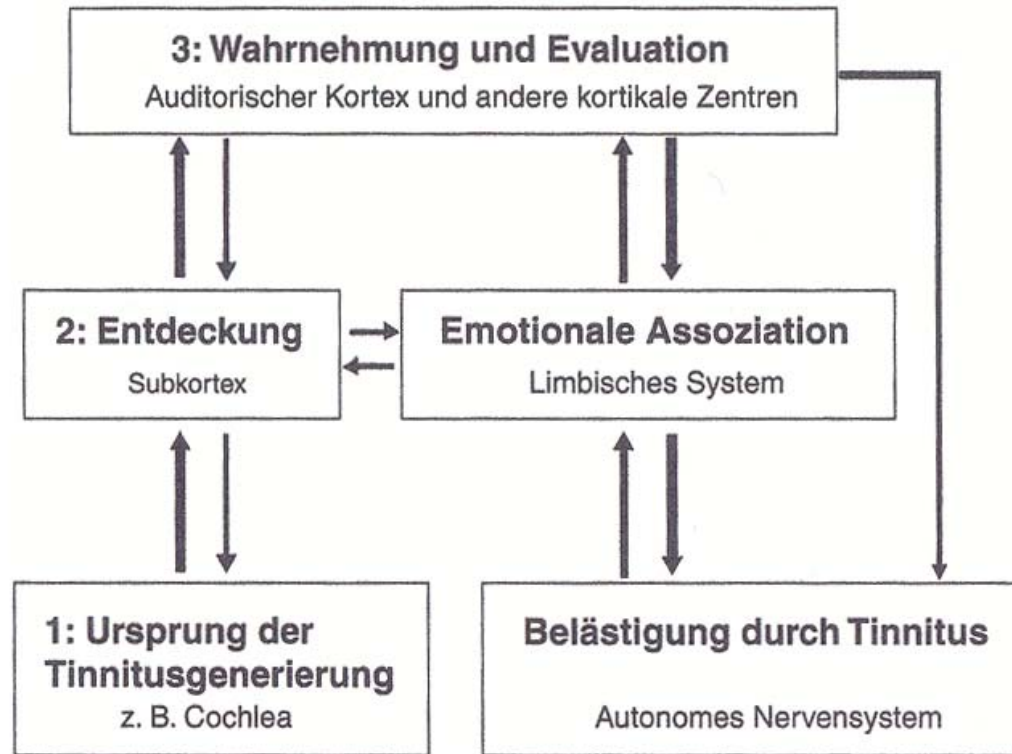 3: Wahrnehmung und Evaluation
Auditorischer Kortex und andere kortikale Zentren
2: Entdeckung
Subkortex
Emotionale Assoziation
Limbisches System
1: Ursprung der
Tinnitusgenerierung
z. B. Cochlea
Belästigung durch Tinnitus
Autonomes Nervensystem